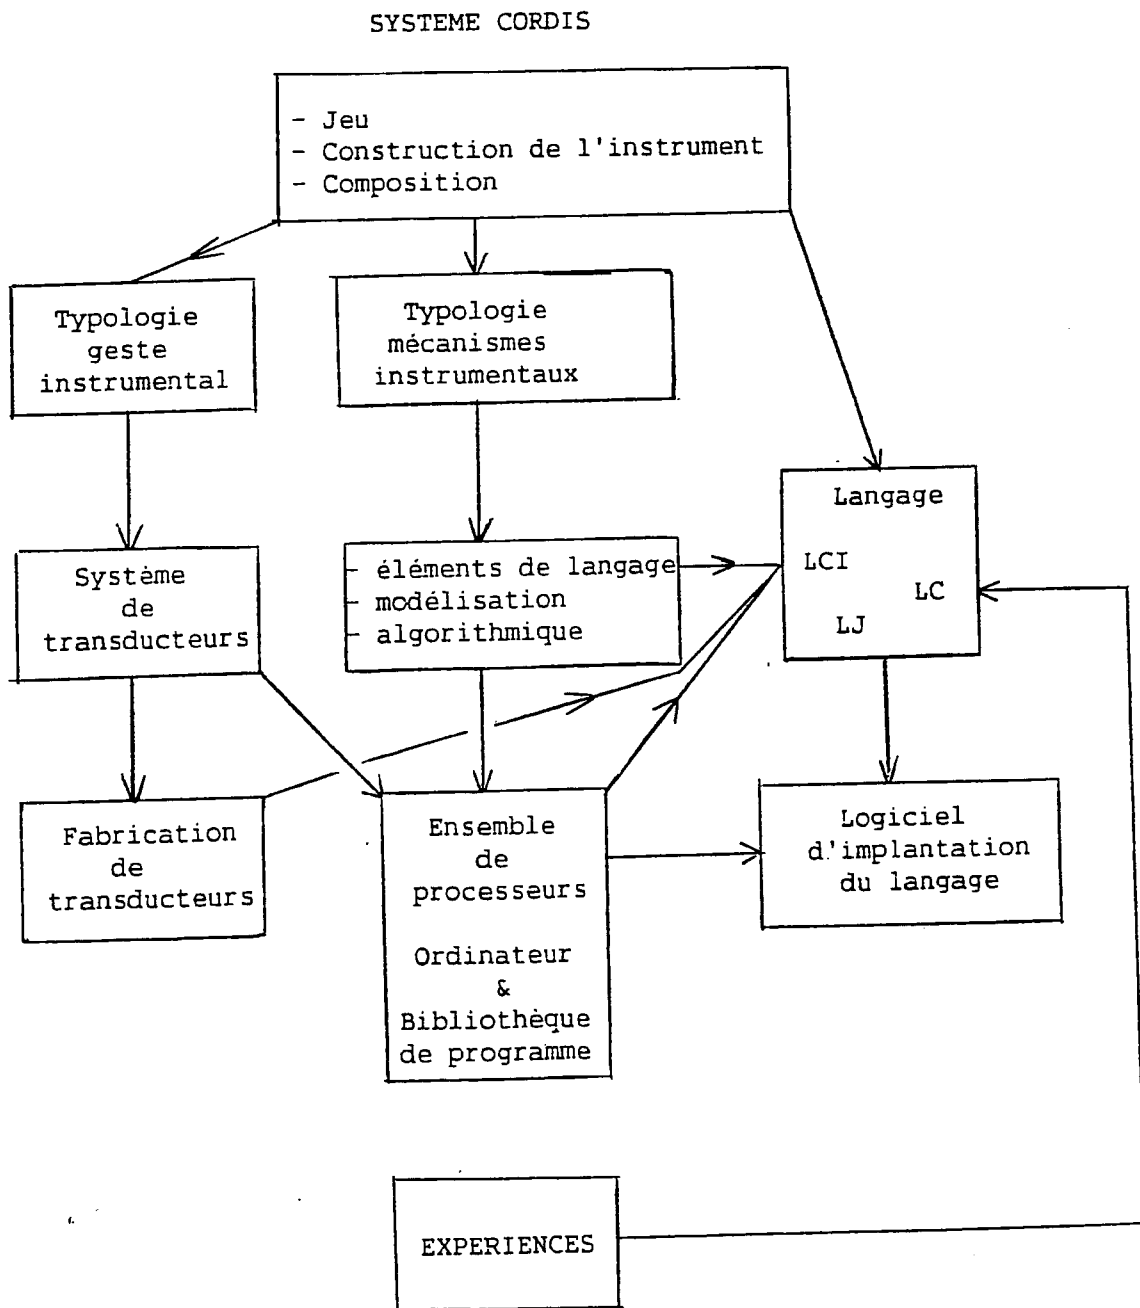 SYSTEME CORDIS
- Jeu
- Construction de l'instrument
- Composition
Typologie
geste
instrumental
Typologie
mécanismes
instrumentaux
Langage
LCI
LC
LJ
Système
de
transducteurs
- éléments de langage
- modélisation
- algorithmique
Fabrication
de
transducteurs
Ensemble
de
processeurs
Ordinateur
&
Bibliothèque
de programme
Logiciel
d'implantation
du langage
EXPERIENCES